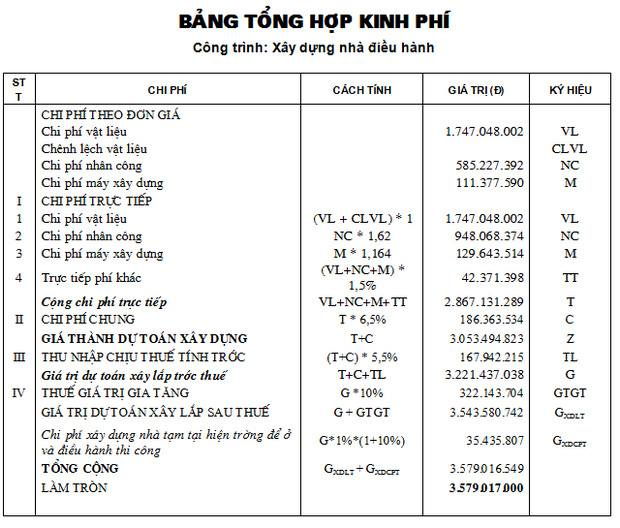 BẢNG TỔNG HỢP KINH PHÍ
Công trình: Xây dựng nhà điều hành
STT CHI PHÍ CÁCH TÍNH GIÁ TRỊ (Đ) KÝ HIỆU
CHI PHÍ THEO ĐƠN GIÁ
Chi phí vật liệu 1.747.048.002 VL
Chênh lệch vật liệu CLVL
Chi phí nhân công 585.227.392 NC
Chi phí máy xây dựng 111.377.590 M
I CHI PHÍ TRỰC TIẾP
1 Chi phí vật liệu (VL + CLVL) * 1 1.747.048.002 VL
2 Chi phí nhân công NC * 1,62 948.068.374 NC
3 Chi phí máy xây dựng M * 1,164 129.643.514 M
4 Trực tiếp phí khác (VL+NC+M) * 1,5% 42.371.398 TT
Cộng chi phí trực tiếp VL+NC+M+TT 2.867.131.289 T
II CHI PHÍ CHUNG T * 6,5% 186.363.534 C
GIÁ THÀNH DỰ TOÁN XÂY DỰNG T+C 3.053.494.823 Z
III THU NHẬP CHỊU THUẾ TÍNH TRỚC (T+C) * 5,5% 167.942.215 TL
Giá trị dự toán xây lắp trớc thuế T+C+TL 3.221.437.038 G
IV THUẾ GIÁ TRỊ GIA TĂNG G *10% 322.143.704 GTGT
GIÁ TRỊ DỰ TOÁN XÂY LẮP SAU THUẾ G + GTGT 3.543.580.742 GXDLT
Chi phí xây dựng nhà tạm tại hiện trờng để ở
và điều hành thi công G*1%*(1+10%) 35.435.807 GXDCPT
TỔNG CỘNG GXDLT + GXDCPT 3.579.016.549
LÀM TRÒN 3.579.017.000